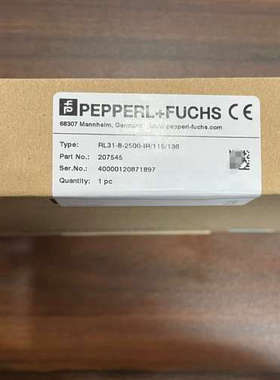 PEPPERL+FUCHS CE
68307 Mannheim, Germany www.pepperl-fuchs.com
Type: RL31-8-2500-IR/115/136
Part No.: 207545
Ser.No.: 40000120871897
Quantity: 1 pc